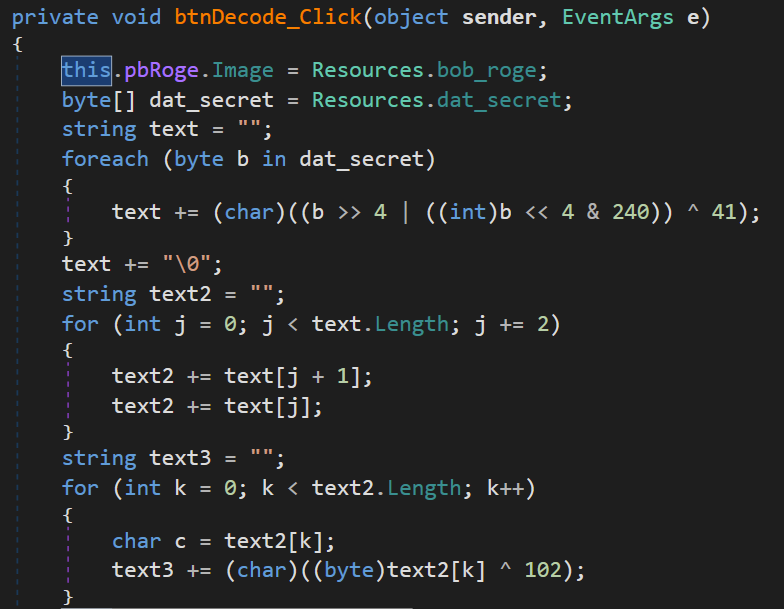 private void btnDecode_Click(object sender, EventArgs e)
{
    this.pbRoge.Image = Resources.bob_roge;
    byte[] dat_secret = Resources.dat_secret;
    string text = "";
    foreach (byte b in dat_secret)
    {
        text += (char)((b >> 4 | ((int)b << 4 & 240)) ^ 41);
    }
    text += "\0";
    string text2 = "";
    for (int j = 0; j < text.Length; j += 2)
    {
        text2 += text[j + 1];
        text2 += text[j];
    }
    string text3 = "";
    for (int k = 0; k < text2.Length; k++)
    {
        char c = text2[k];
        text3 += (char)((byte)text2[k] ^ 102);
    }